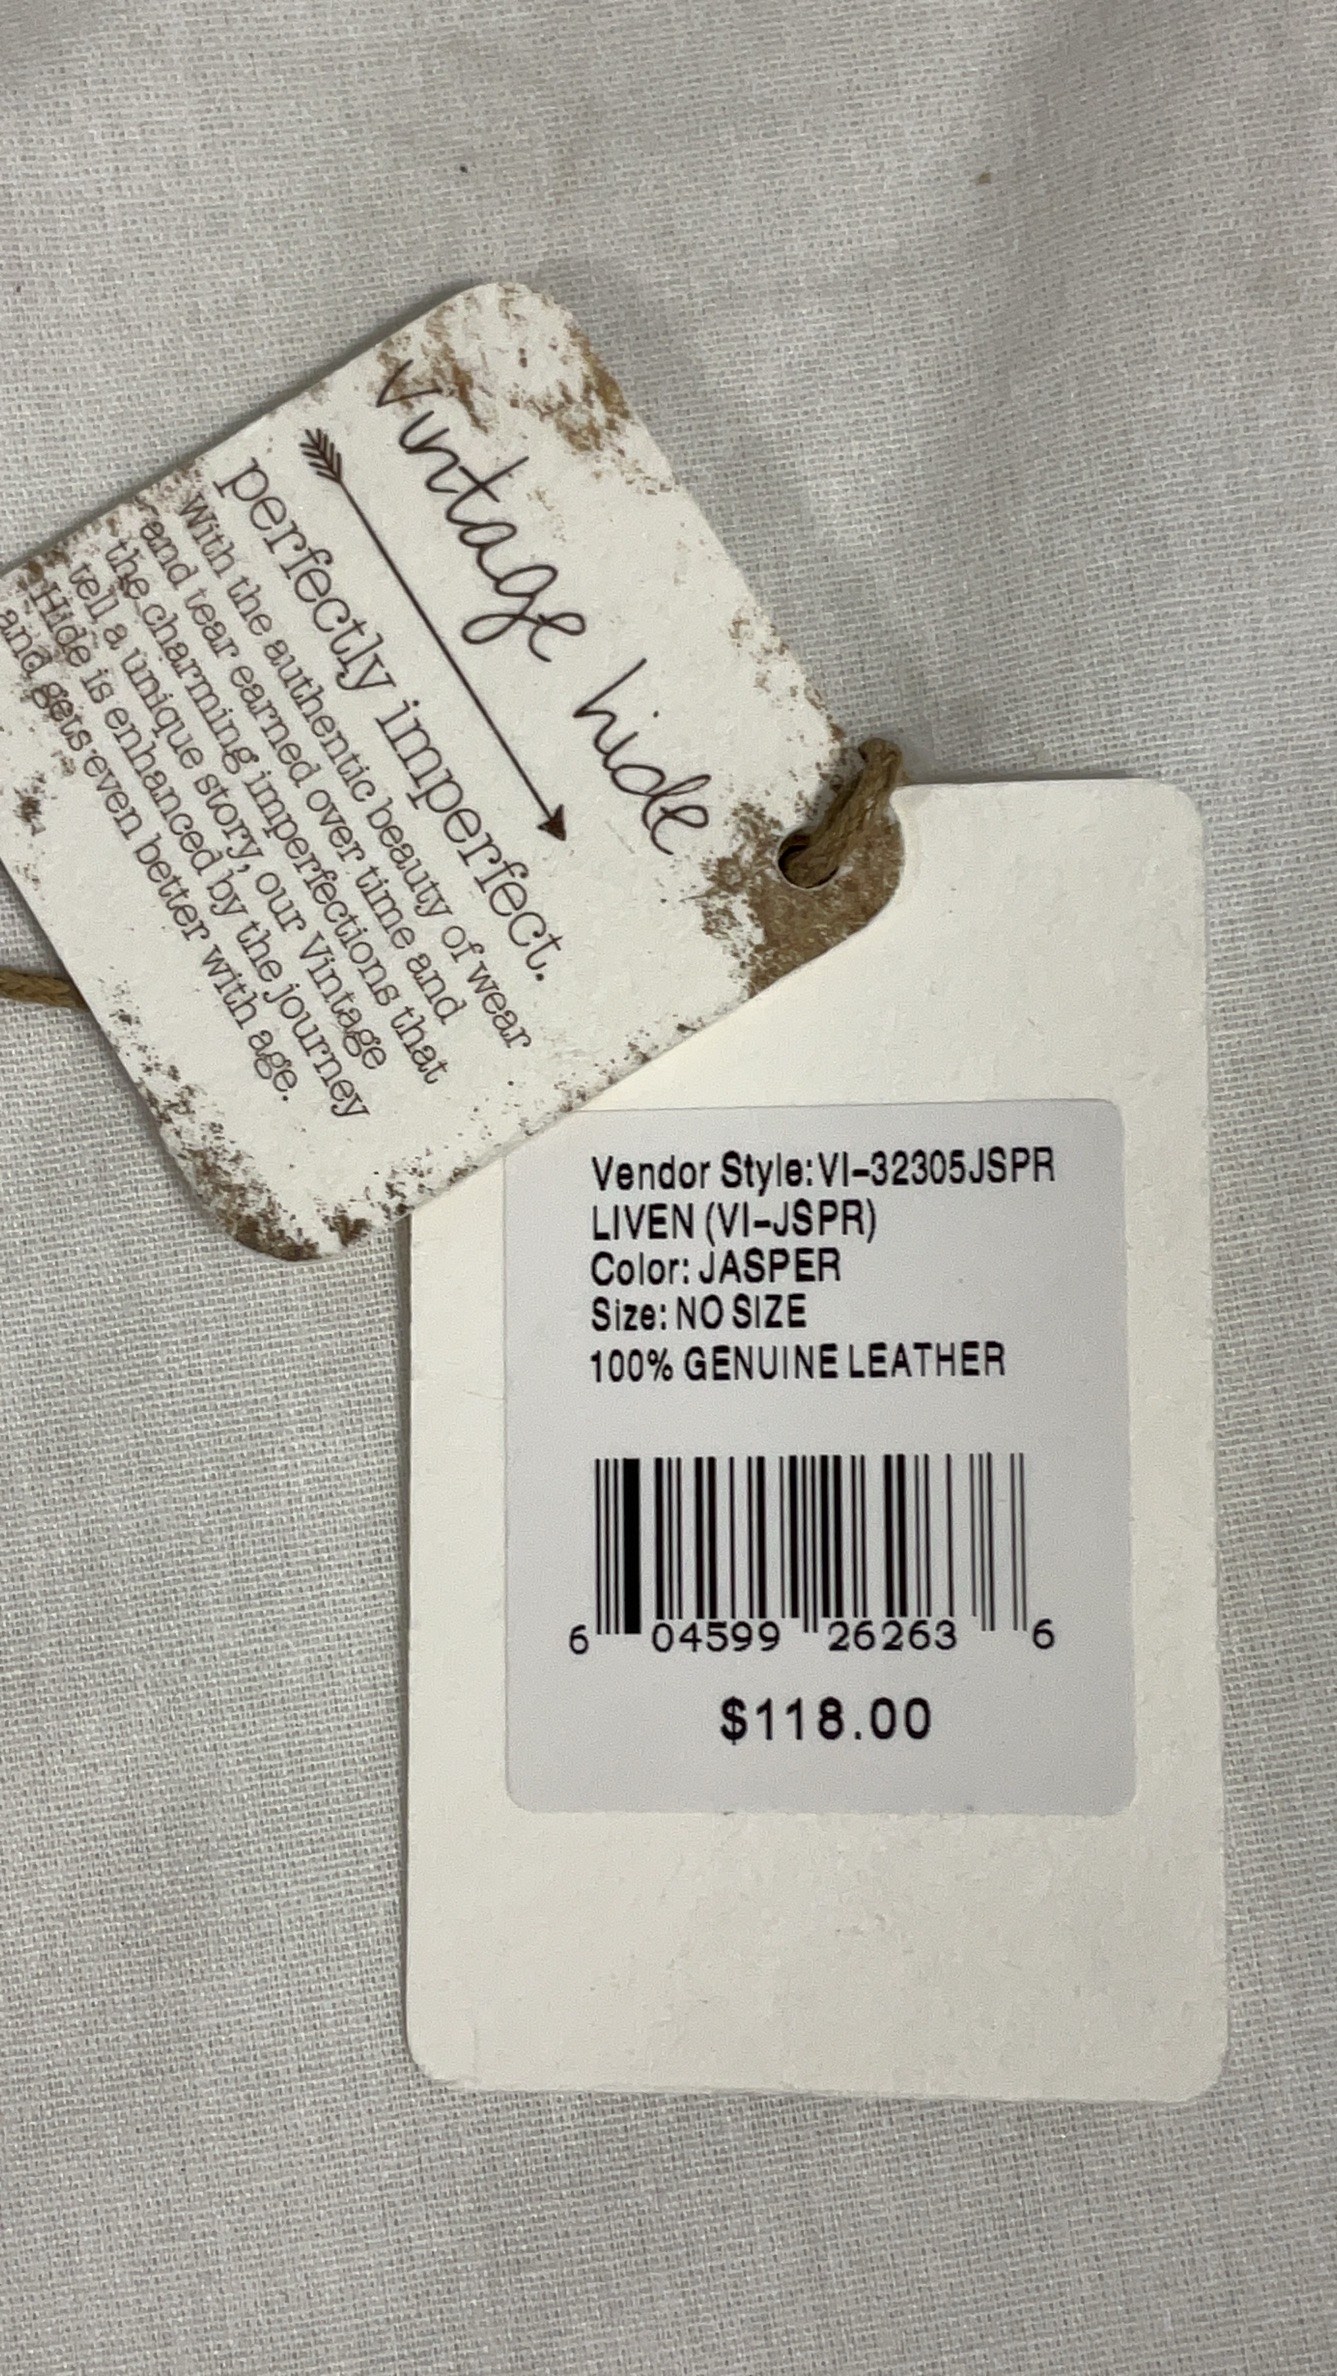 vintage hide
perfectly imperfect.
With the authentic beauty of wear
and tear earned over time and
the charming imperfections that
tell a unique story, our Vintage
Hide is enhanced by the journey
and gets even better with age.
Vendor Style:VI-32305JSPR
LIVEN (VI-JSPR)
Color: JASPER
Size: NO SIZE
100% GENUINE LEATHER
6 04599 26263 6
$118.00